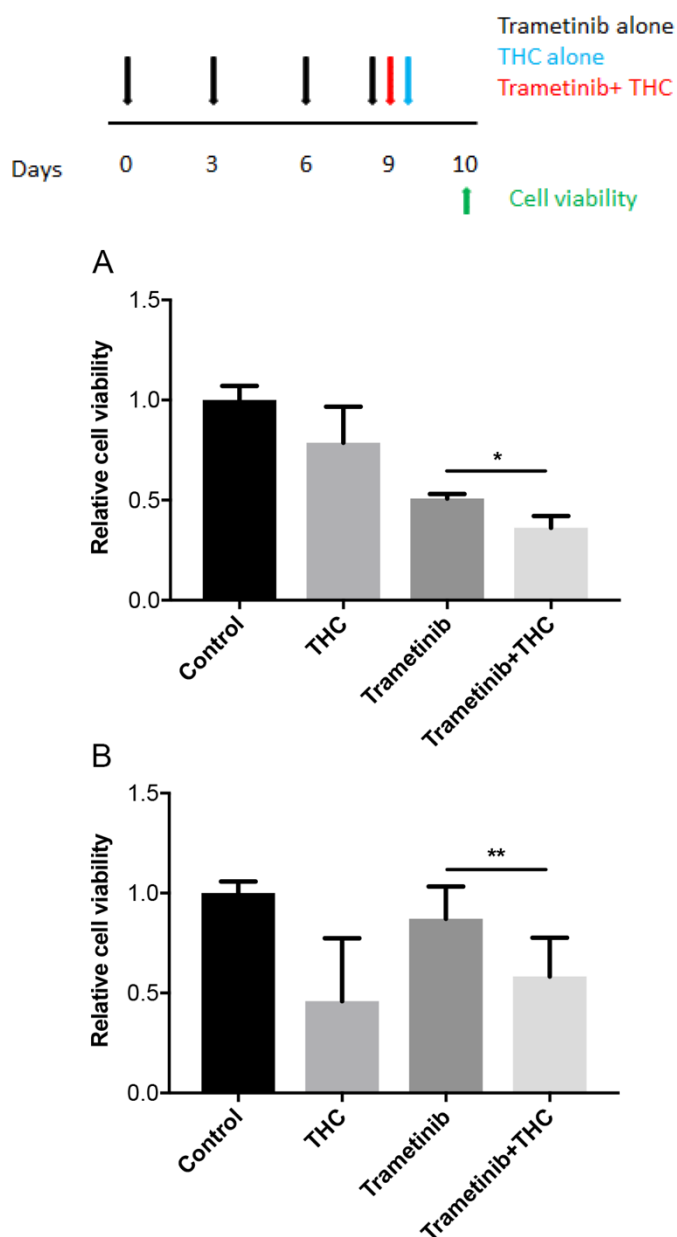 Trametinib alone
THC alone
Trametinib+ THC
Days 0 3 6 9 10
Cell viability
A
Relative cell viability
1.5
1.0
0.5
0.0
*
Control
THC
Trametinib
Trametinib+THC
B
Relative cell viability
1.5
1.0
0.5
0.0
**
Control
THC
Trametinib
Trametinib+THC